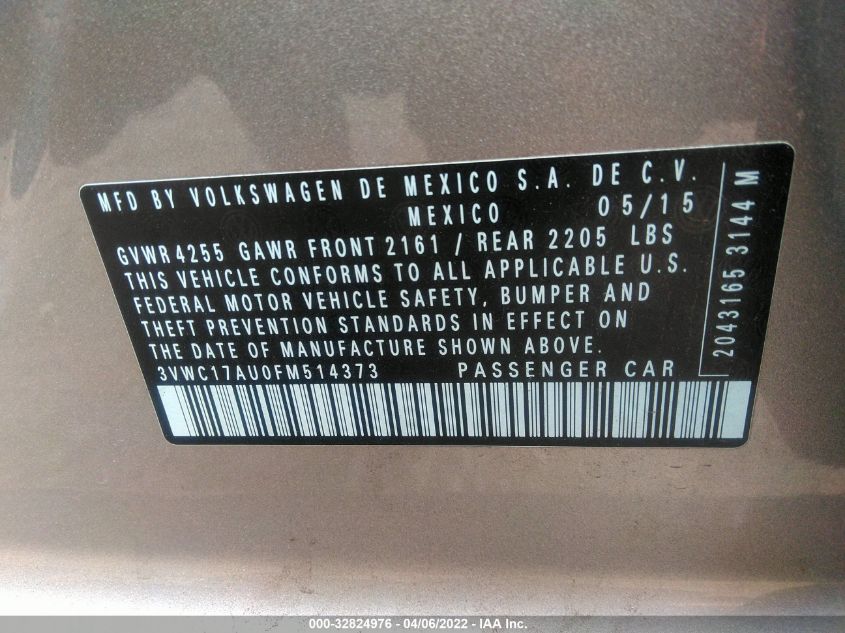 MFD BY VOLKSWAGEN DE MEXICO S.A. DE C.V.
MEXICO 05/15
GVWR 4255 GAWR FRONT 2161 / REAR 2205 LBS
THIS VEHICLE CONFORMS TO ALL APPLICABLE U.S.
FEDERAL MOTOR VEHICLE SAFETY, BUMPER AND
THEFT PREVENTION STANDARDS IN EFFECT ON
THE DATE OF MANUFACTURE SHOWN ABOVE.
3VWC17AU0FM514373 PASSENGER CAR
2043165 3144 M
000-32824976 - 04/06/2022 - IAA Inc.